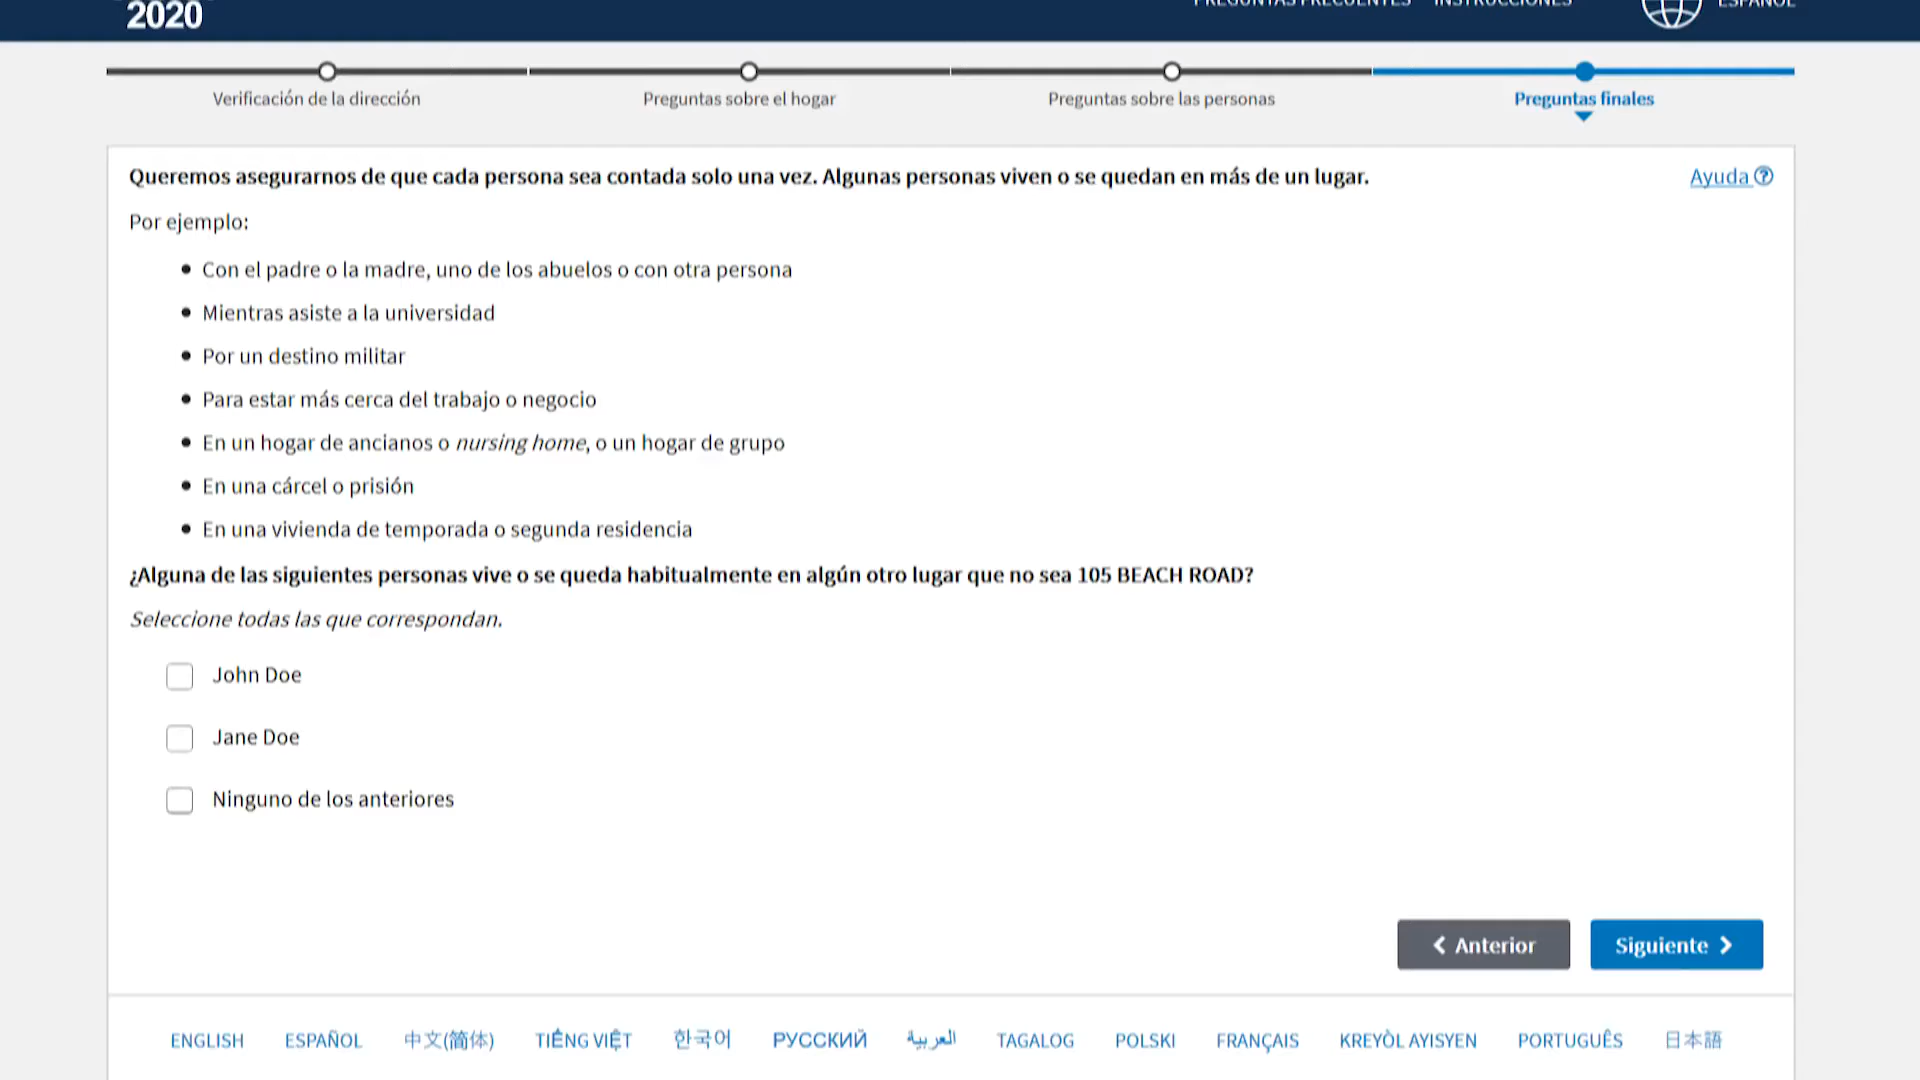 2020
PREGUNTAS FRECUENTES INSTRUCCIONES ESPAÑOL
Verificación de la dirección Preguntas sobre el hogar Preguntas sobre las personas Preguntas finales
Queremos asegurarnos de que cada persona sea contada solo una vez. Algunas personas viven o se quedan en más de un lugar. Ayuda
Por ejemplo:
Con el padre o la madre, uno de los abuelos o con otra persona
Mientras asiste a la universidad
Por un destino militar
Para estar más cerca del trabajo o negocio
En un hogar de ancianos o nursing home, o un hogar de grupo
En una cárcel o prisión
En una vivienda de temporada o segunda residencia
¿Alguna de las siguientes personas vive o se queda habitualmente en algún otro lugar que no sea 105 BEACH ROAD?
Seleccione todas las que correspondan.
John Doe
Jane Doe
Ninguno de los anteriores
Anterior Siguiente
ENGLISH ESPAÑOL 中文(简体) TIẾNG VIỆT 한국어 РУССКИЙ العربية TAGALOG POLSKI FRANÇAIS KREYÒL AYISYEN PORTUGUÊS 日本語